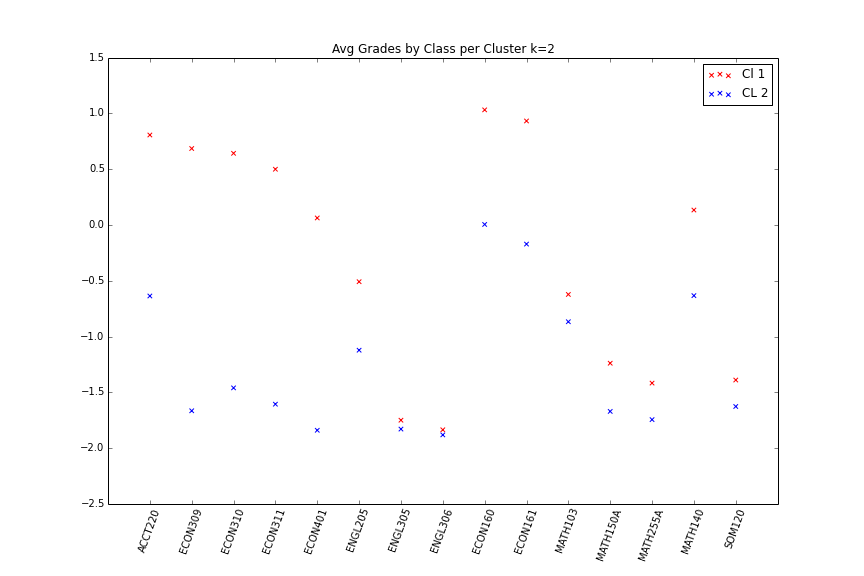 Avg Grades by Class per Cluster k=2
Cl 1
CL 2
1.5
1.0
0.5
0.0
−0.5
−1.0
−1.5
−2.0
−2.5
ACCT220
ECON309
ECON310
ECON311
ECON401
ENGL205
ENGL305
ENGL306
ECON160
ECON161
MATH103
MATH150A
MATH255A
MATH140
SOM120